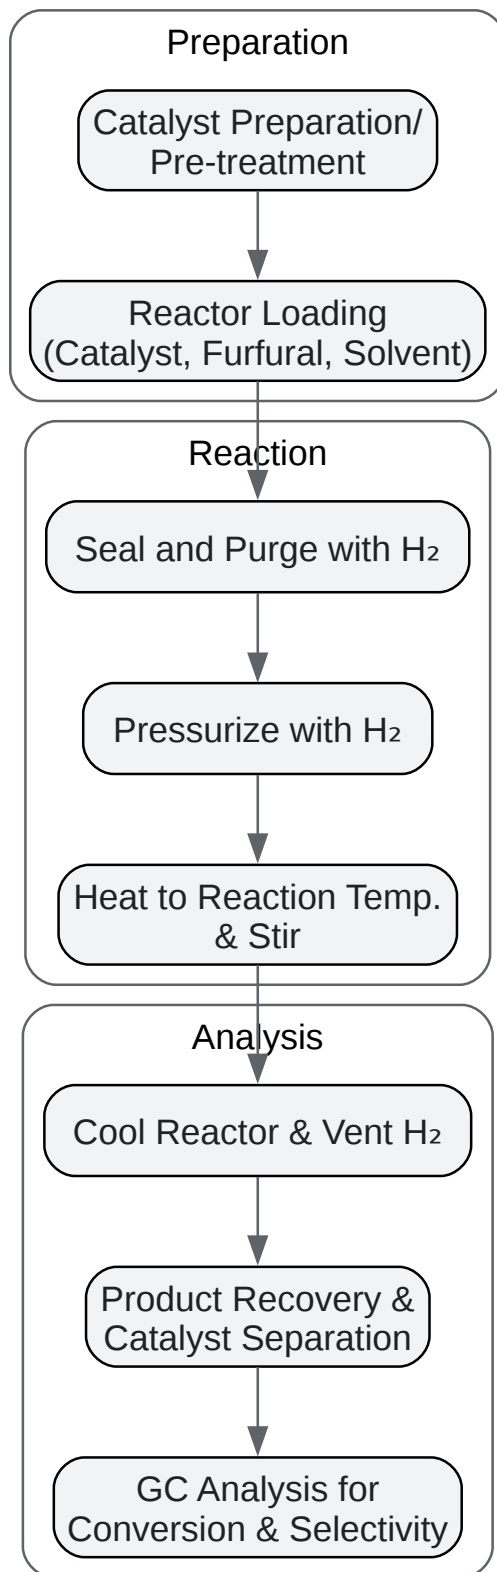 Preparation
Catalyst Preparation/
Pre-treatment
Reactor Loading
(Catalyst, Furfural, Solvent)
Reaction
Seal and Purge with H₂
Pressurize with H₂
Heat to Reaction Temp.
& Stir
Analysis
Cool Reactor & Vent H₂
Product Recovery &
Catalyst Separation
GC Analysis for
Conversion & Selectivity